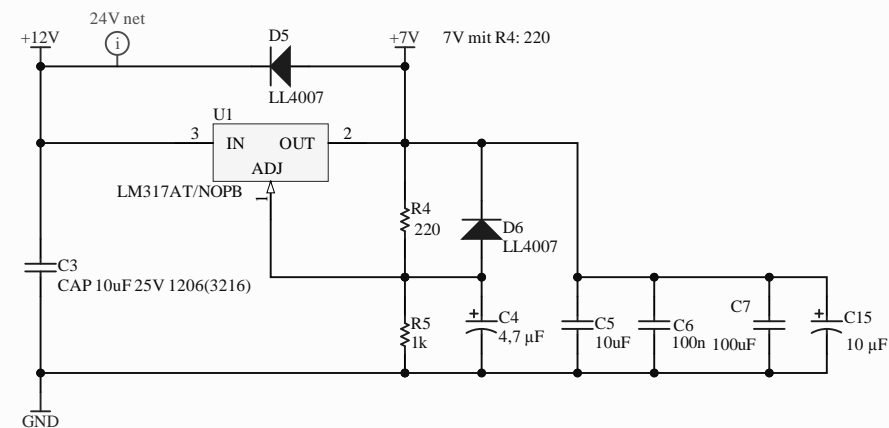 24V net
+12V
i
D5
+7V
7V mit R4: 220
LL4007
U1
3
IN
OUT
2
ADJ
LM317AT/NOPB
1
R4
220
D6
LL4007
C3
CAP 10uF 25V 1206(3216)
R5
1k
C4
4,7 µF
C5
10uF
C6
100n
C7
100uF
C15
10 µF
GND